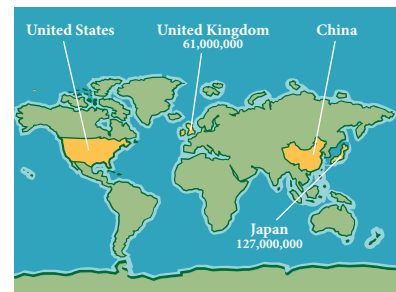 United States
United Kingdom
61,000,000
China
Japan
127,000,000